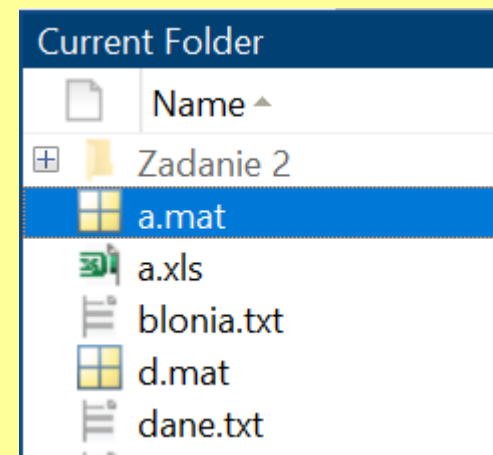 Current Folder
Name
Zadanie 2
a.mat
a.xls
blonia.txt
d.mat
dane.txt